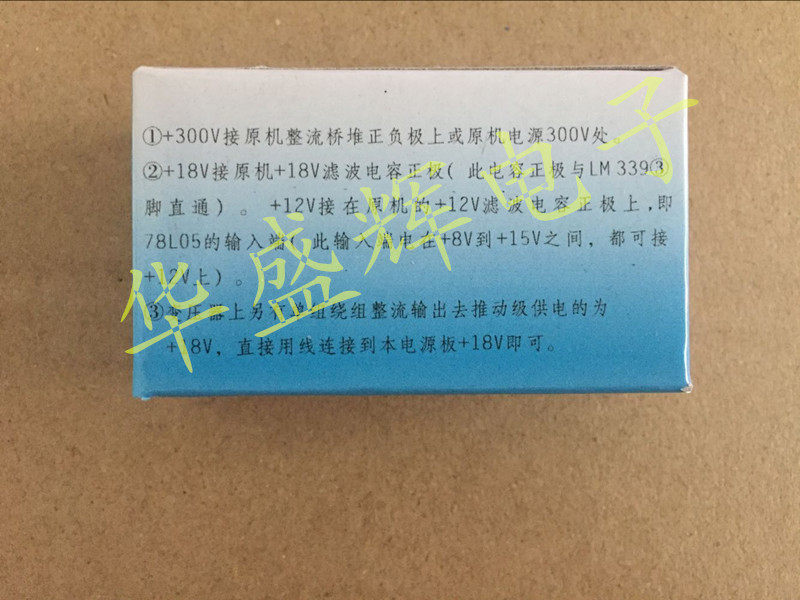 ①+300V接原机整流桥堆正负极上或原机电源300V处
②+18V接原机+18V滤波电容正极( 此电容正极与LM339③
脚直通) 。 +12V接在原机的+12V滤波电容正极上,即
78L05的输入端( 此输入端电在+8V到+15V之间, 都可接
+12V上) 。
③变压器上另有单组绕组整流输出去推动级供电的为
+18V, 直接用线连接到本电源板+18V即可。
华盛辉电子